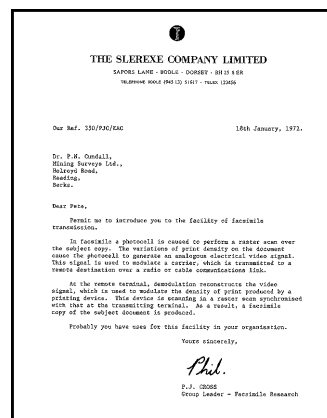 THE SLEREXE COMPANY LIMITED
SAPORS LANE - BOOLE - DORSET - BH 25 8 ER
TELEPHONE BOOLE (945 13) 51617 - TELEX 123456
Our Ref. 350/PJC/EAC 18th January, 1972.
Dr. P.N. Cundall,
Mining Surveys Ltd.,
Holroyd Road,
Reading,
Berks.
Dear Pete,
Permit me to introduce you to the facility of facsimile
transmission.
In facsimile a photocell is caused to perform a raster scan over
the subject copy. The variations of print density on the document
cause the photocell to generate an analogous electrical video signal.
This signal is used to modulate a carrier, which is transmitted to a
remote destination over a radio or cable communications link.
At the remote terminal, demodulation reconstructs the video
signal, which is used to modulate the density of print produced by a
printing device. This device is scanning in a raster scan synchronised
with that at the transmitting terminal. As a result, a facsimile
copy of the subject document is produced.
Probably you have uses for this facility in your organisation.
Yours sincerely,
Phil.
P.J. CROSS
Group Leader - Facsimile Research